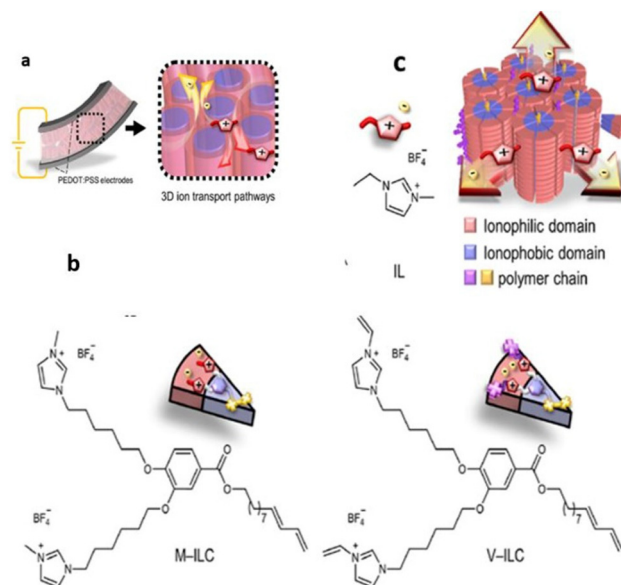 a
PEDOT:PSS electrodes
3D ion transport pathways
c
BF₄⁻
N
N
+
IL
Ionophilic domain
Ionophobic domain
polymer chain
b
N
+
N
BF₄⁻
O
O
O
O
7
BF₄⁻
N
+
N
M–ILC
N
+
N
BF₄⁻
O
O
O
O
7
BF₄⁻
N
+
N
V–ILC